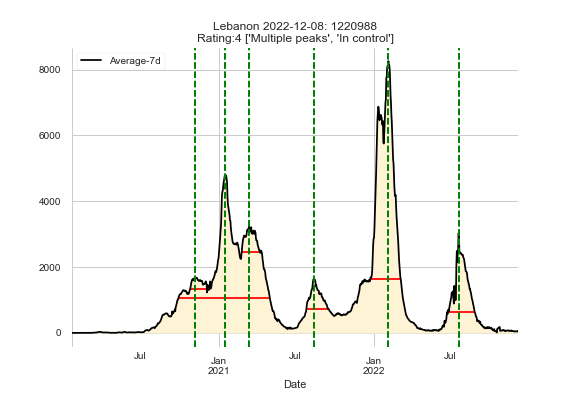 Lebanon 2022-12-08: 1220988
Rating:4 ['Multiple peaks', 'In control']
Average-7d
8000
6000
4000
2000
0
Jul
Jan
2021
Jul
Jan
2022
Jul
Date